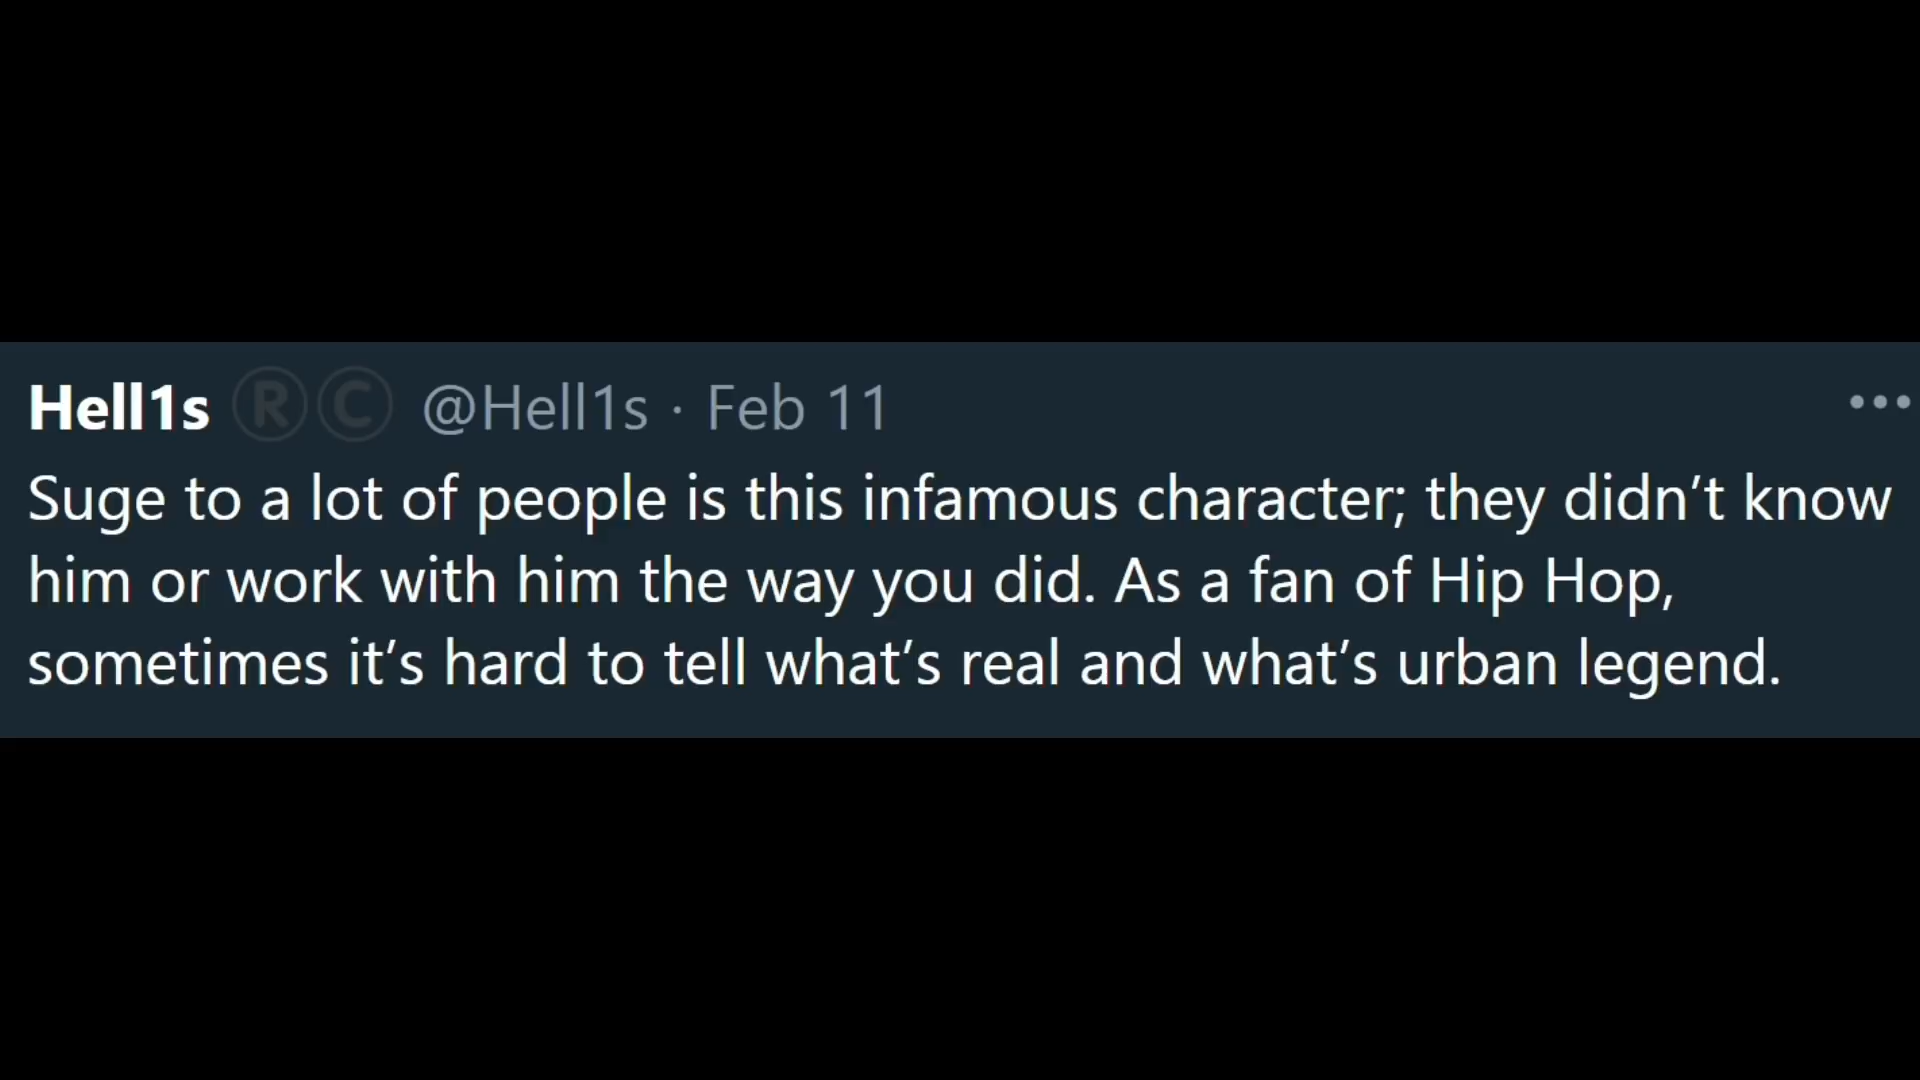 Hell1s ®© @Hell1s · Feb 11
Suge to a lot of people is this infamous character; they didn’t know
him or work with him the way you did. As a fan of Hip Hop,
sometimes it’s hard to tell what’s real and what’s urban legend.